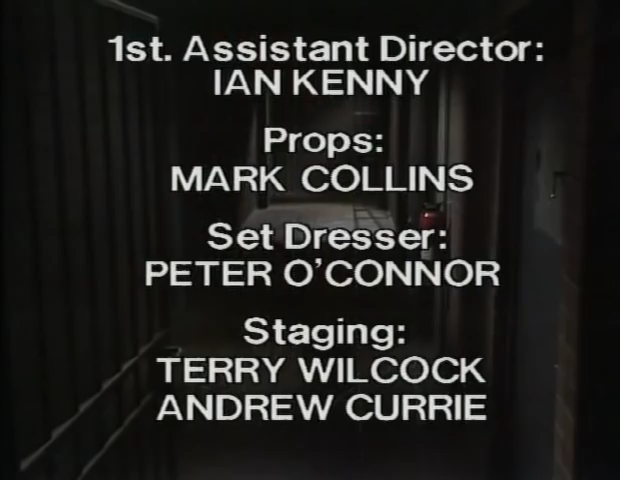 1st. Assistant Director:
IAN KENNY
Props:
MARK COLLINS
Set Dresser:
PETER O'CONNOR
Staging:
TERRY WILCOCK
ANDREW CURRIE